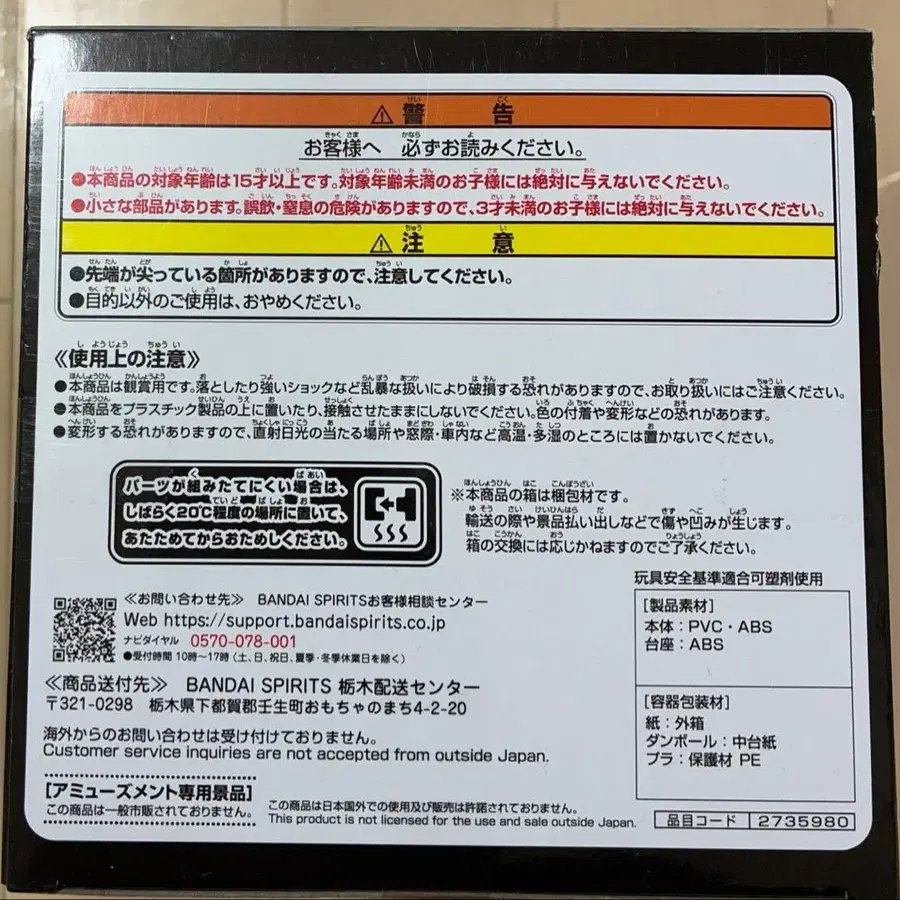 ⚠警告
お客様へ 必ずお読みください。
●本商品の対象年齢は15才以上です。対象年齢未満のお子様には絶対に与えないでください。
●小さな部品があります。誤飲・窒息の危険がありますので、3才未満のお子様には絶対に与えないでください。
⚠注意
●先端が尖っている箇所がありますので、注意してください。
●目的以外のご使用は、おやめください。
《使用上の注意》
●本商品は観賞用です。落としたり強いショックなど乱暴な扱いにより破損する恐れがありますので、お取り扱いにはご注意ください。
●本商品をプラスチック製品の上に置いたり、接触させたままにしないでください。色の付着や変形などの恐れがあります。
●変形する恐れがありますので、直射日光の当たる場所や窓際・車内など高温・多湿のところには置かないでください。
パーツが組みたてにくい場合は、
しばらく20℃程度の場所に置いて、
あたためてからおためしください。
※本商品の箱は梱包材です。
輸送の際や景品払い出しなどで傷や凹みが生じます。
箱の交換には応じかねますのでご了承ください。
玩具安全基準適合可塑剤使用
[製品素材]
本体:PVC・ABS
台座:ABS
[容器包装材]
紙:外箱
ダンボール:中台紙
プラ:保護材 PE
《お問い合わせ先》 BANDAI SPIRITSお客様相談センター
Web https://support.bandaispirits.co.jp
ナビダイヤル 0570-078-001
●受付時間 10時~17時(土、日、祝日、夏季・冬季休業日を除く)
《商品送付先》 BANDAI SPIRITS 栃木配送センター
〒321-0298 栃木県下都賀郡壬生町おもちゃのまち4-2-20
海外からのお問い合わせは受け付けておりません。
Customer service inquiries are not accepted from outside Japan.
[アミューズメント専用景品]
この商品は一般市販されておりません。
この商品は日本国外での使用及び販売は許諾されておりません。
This product is not licensed for the use and sale outside Japan.
品目コード 2735980